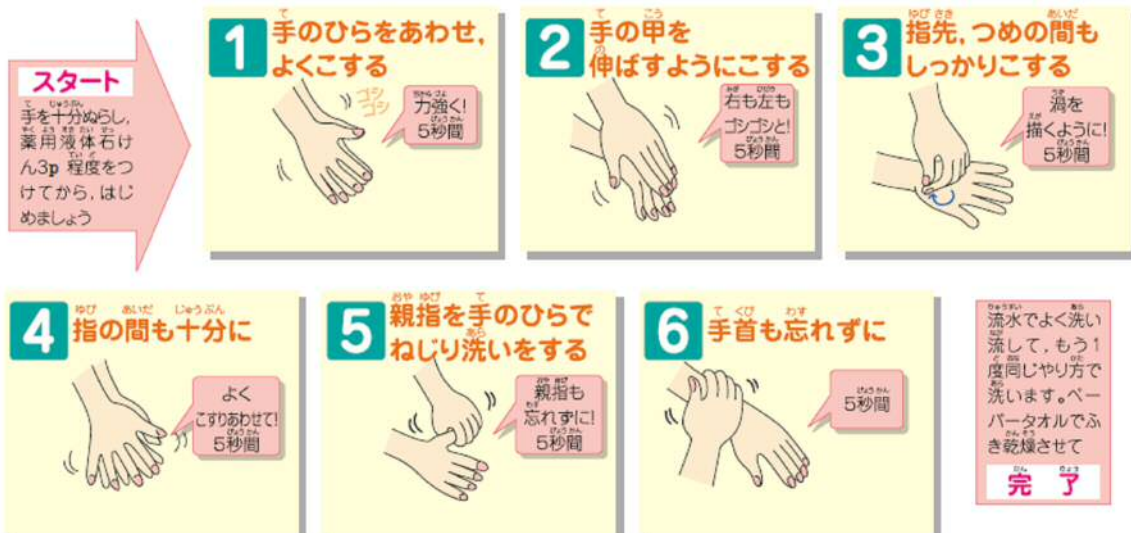 スタート
手を十分ぬらし,
薬用液体石け
ん3p 程度をつ
けてから, はじ
めましょう
1 手のひらをあわせ,
よくこする
ゴシ
ゴシ
力強く!
5秒間
2 手の甲を
伸ばすようにこする
右も左も
ゴシゴシと!
5秒間
3 指先, つめの間も
しっかりこする
渦を
描くように!
5秒間
4 指の間も十分に
よく
こすりあわせて!
5秒間
5 親指を手のひらで
ねじり洗いをする
親指も
忘れずに!
5秒間
6 手首も忘れずに
5秒間
流水でよく洗い
流して, もう1
度同じやり方で
洗います。ペー
パータオルでふ
き乾燥させて
完了